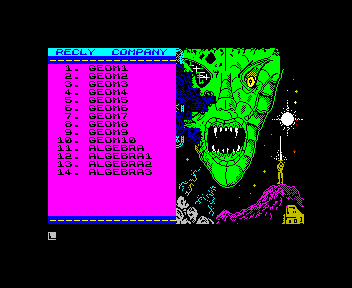 RECLY COMPANY
1. GEOM1
2. GEOM2
3. GEOM3
4. GEOM4
5. GEOM5
6. GEOM6
7. GEOM7
8. GEOM8
9. GEOM9
10. GEOM10
11. ALGEBRA
12. ALGEBRA1
13. ALGEBRA2
14. ALGEBRA3
L